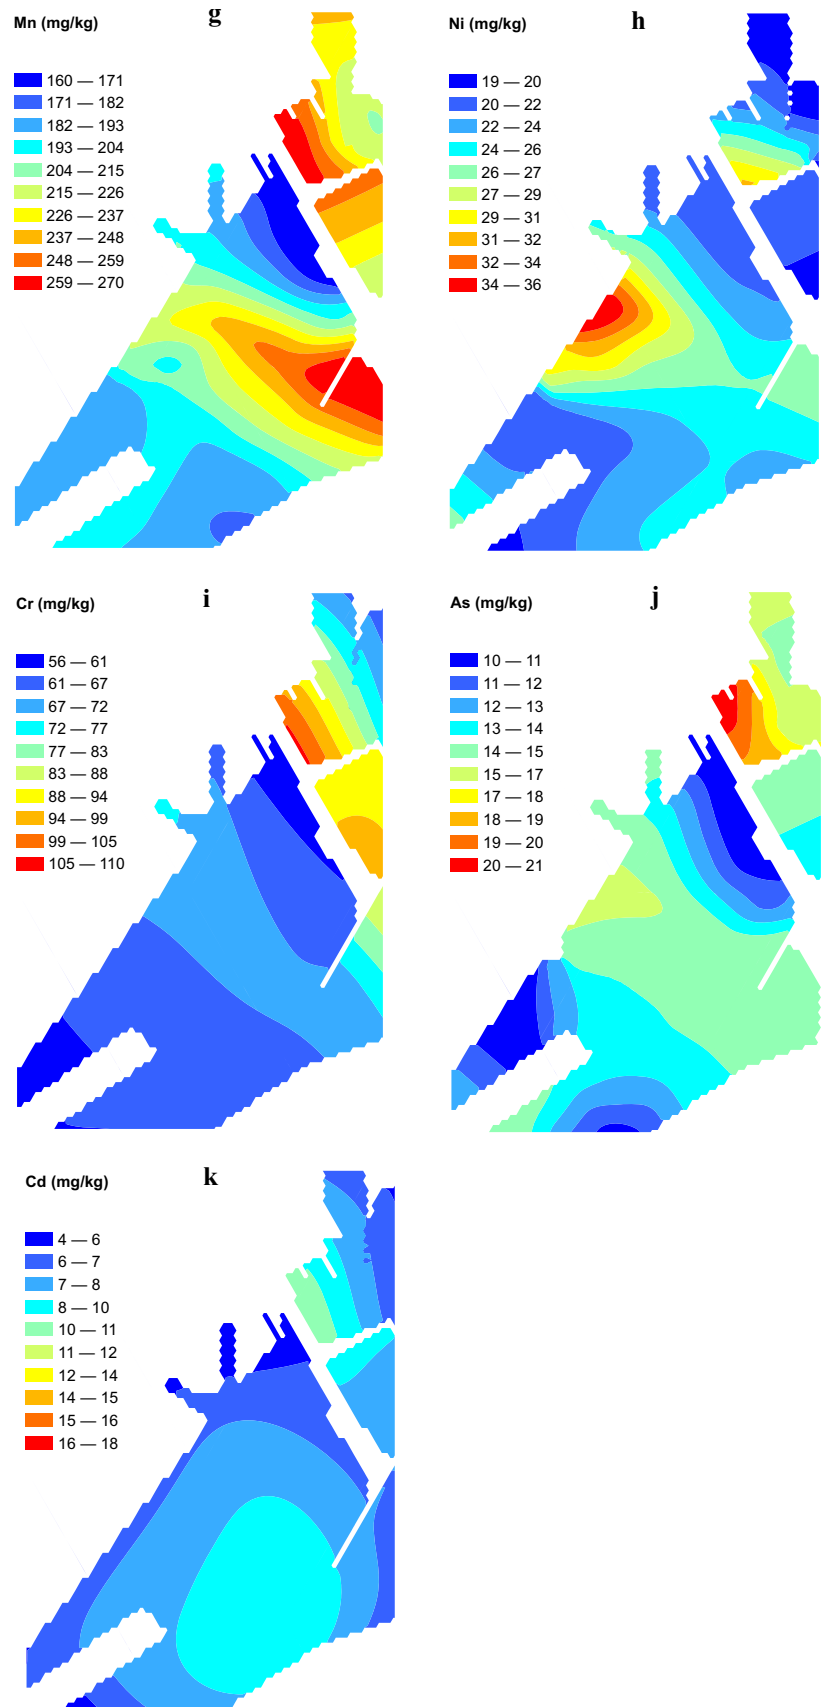 Mn (mg/kg)
g
160 — 171
171 — 182
182 — 193
193 — 204
204 — 215
215 — 226
226 — 237
237 — 248
248 — 259
259 — 270
Ni (mg/kg)
h
19 — 20
20 — 22
22 — 24
24 — 26
26 — 27
27 — 29
29 — 31
31 — 32
32 — 34
34 — 36
Cr (mg/kg)
i
56 — 61
61 — 67
67 — 72
72 — 77
77 — 83
83 — 88
88 — 94
94 — 99
99 — 105
105 — 110
As (mg/kg)
j
10 — 11
11 — 12
12 — 13
13 — 14
14 — 15
15 — 17
17 — 18
18 — 19
19 — 20
20 — 21
Cd (mg/kg)
k
4 — 6
6 — 7
7 — 8
8 — 10
10 — 11
11 — 12
12 — 14
14 — 15
15 — 16
16 — 18